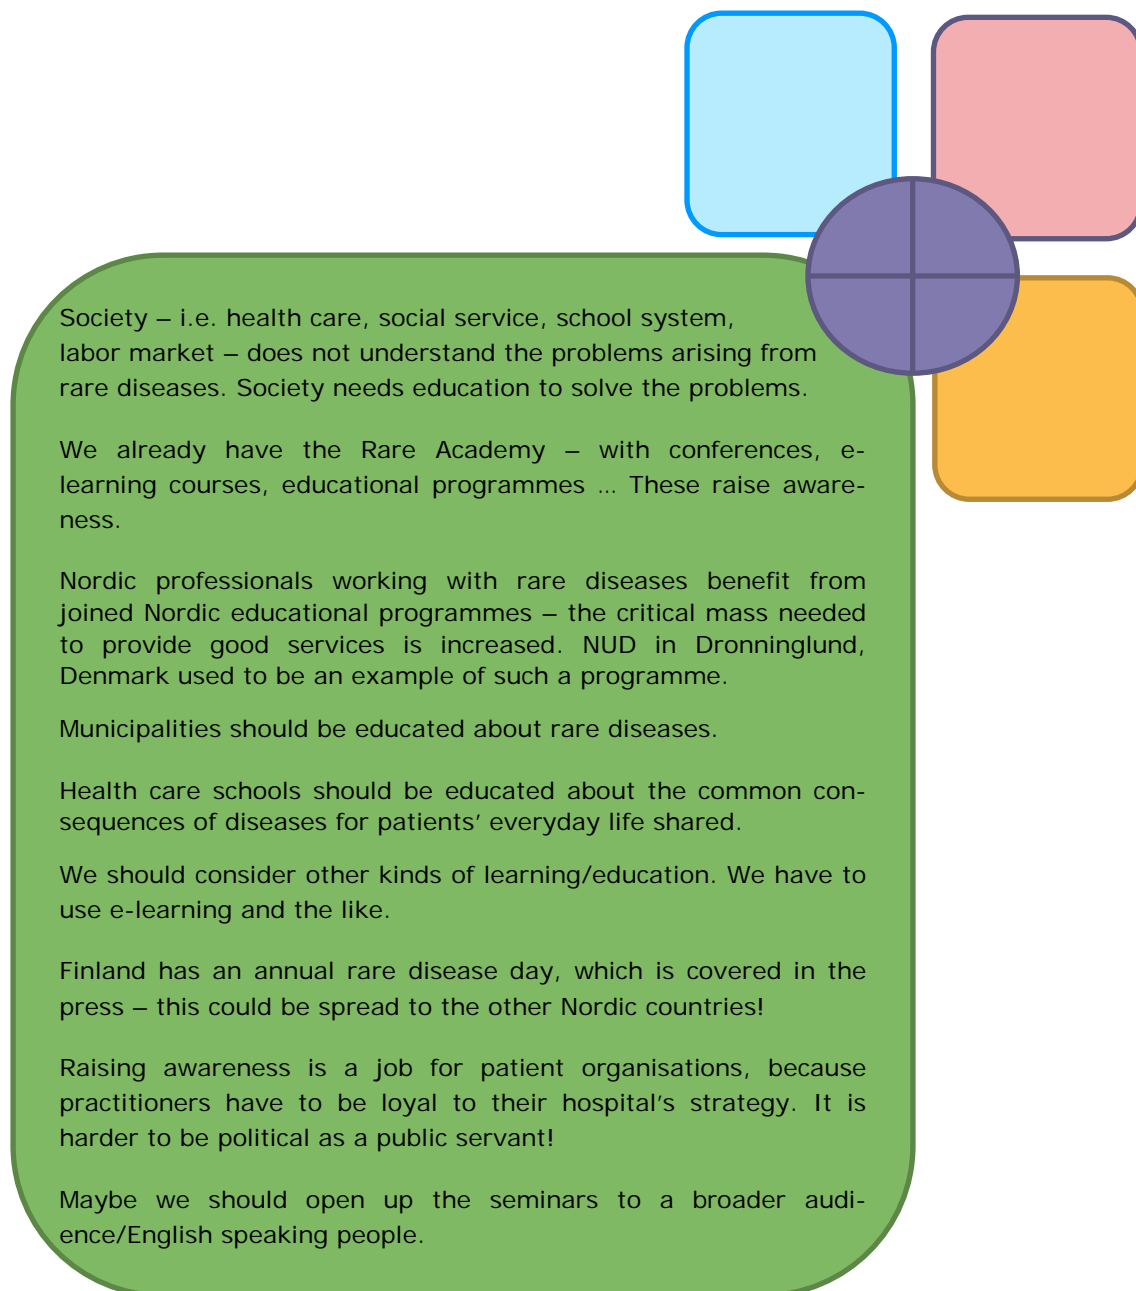 Society – i.e. health care, social service, school system,
labor market – does not understand the problems arising from
rare diseases. Society needs education to solve the problems.
We already have the Rare Academy – with conferences, e-
learning courses, educational programmes … These raise aware-
ness.
Nordic professionals working with rare diseases benefit from
joined Nordic educational programmes – the critical mass needed
to provide good services is increased. NUD in Dronninglund,
Denmark used to be an example of such a programme.
Municipalities should be educated about rare diseases.
Health care schools should be educated about the common con-
sequences of diseases for patients’ everyday life shared.
We should consider other kinds of learning/education. We have to
use e-learning and the like.
Finland has an annual rare disease day, which is covered in the
press – this could be spread to the other Nordic countries!
Raising awareness is a job for patient organisations, because
practitioners have to be loyal to their hospital’s strategy. It is
harder to be political as a public servant!
Maybe we should open up the seminars to a broader audi-
ence/English speaking people.